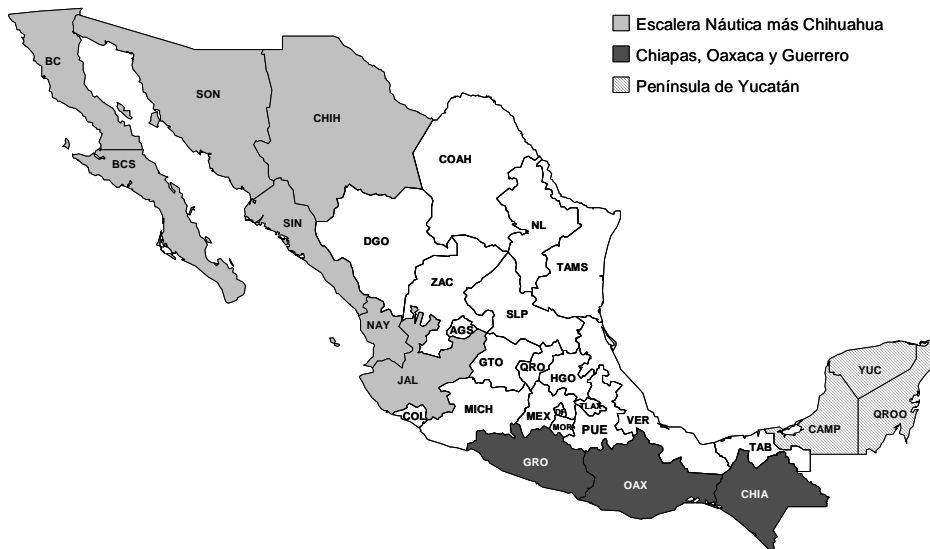 Escalera Náutica más Chihuahua
Chiapas, Oaxaca y Guerrero
Península de Yucatán
BC
SON
CHIH
BCS
COAH
SIN
NL
DGO
TAMS
ZAC
SLP
NAY
AGS
GTO
QRO
HGO
YUC
JAL
COL
MICH
MEX
DF
TLAX
MOR
PUE
VER
CAMP
QROO
TAB
GRO
OAX
CHIA